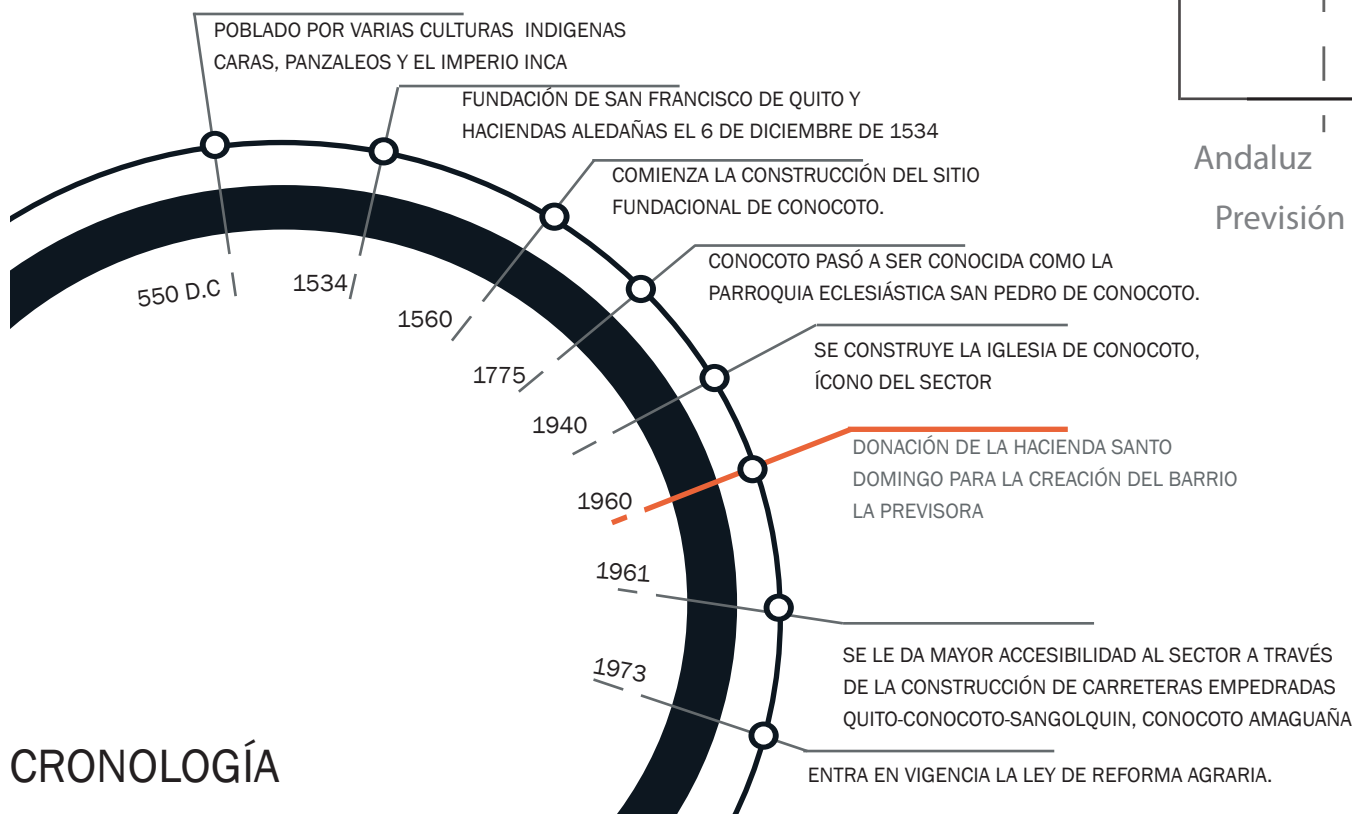 POBLADO POR VARIAS CULTURAS INDIGENAS
CARAS, PANZALEOS Y EL IMPERIO INCA
550 D.C
FUNDACIÓN DE SAN FRANCISCO DE QUITO Y
HACIENDAS ALEDAÑAS EL 6 DE DICIEMBRE DE 1534
1534
COMIENZA LA CONSTRUCCIÓN DEL SITIO
FUNDACIONAL DE CONOCOTO.
1560
CONOCOTO PASÓ A SER CONOCIDA COMO LA
PARROQUIA ECLESIÁSTICA SAN PEDRO DE CONOCOTO.
1775
SE CONSTRUYE LA IGLESIA DE CONOCOTO,
ÍCONO DEL SECTOR
1940
DONACIÓN DE LA HACIENDA SANTO
DOMINGO PARA LA CREACIÓN DEL BARRIO
LA PREVISORA
1960
SE LE DA MAYOR ACCESIBILIDAD AL SECTOR A TRAVÉS
DE LA CONSTRUCCIÓN DE CARRETERAS EMPEDRADAS
QUITO-CONOCOTO-SANGOLQUIN, CONOCOTO AMAGUAÑA
1961
ENTRA EN VIGENCIA LA LEY DE REFORMA AGRARIA.
1973
CRONOLOGÍA
Andaluz
Previsión